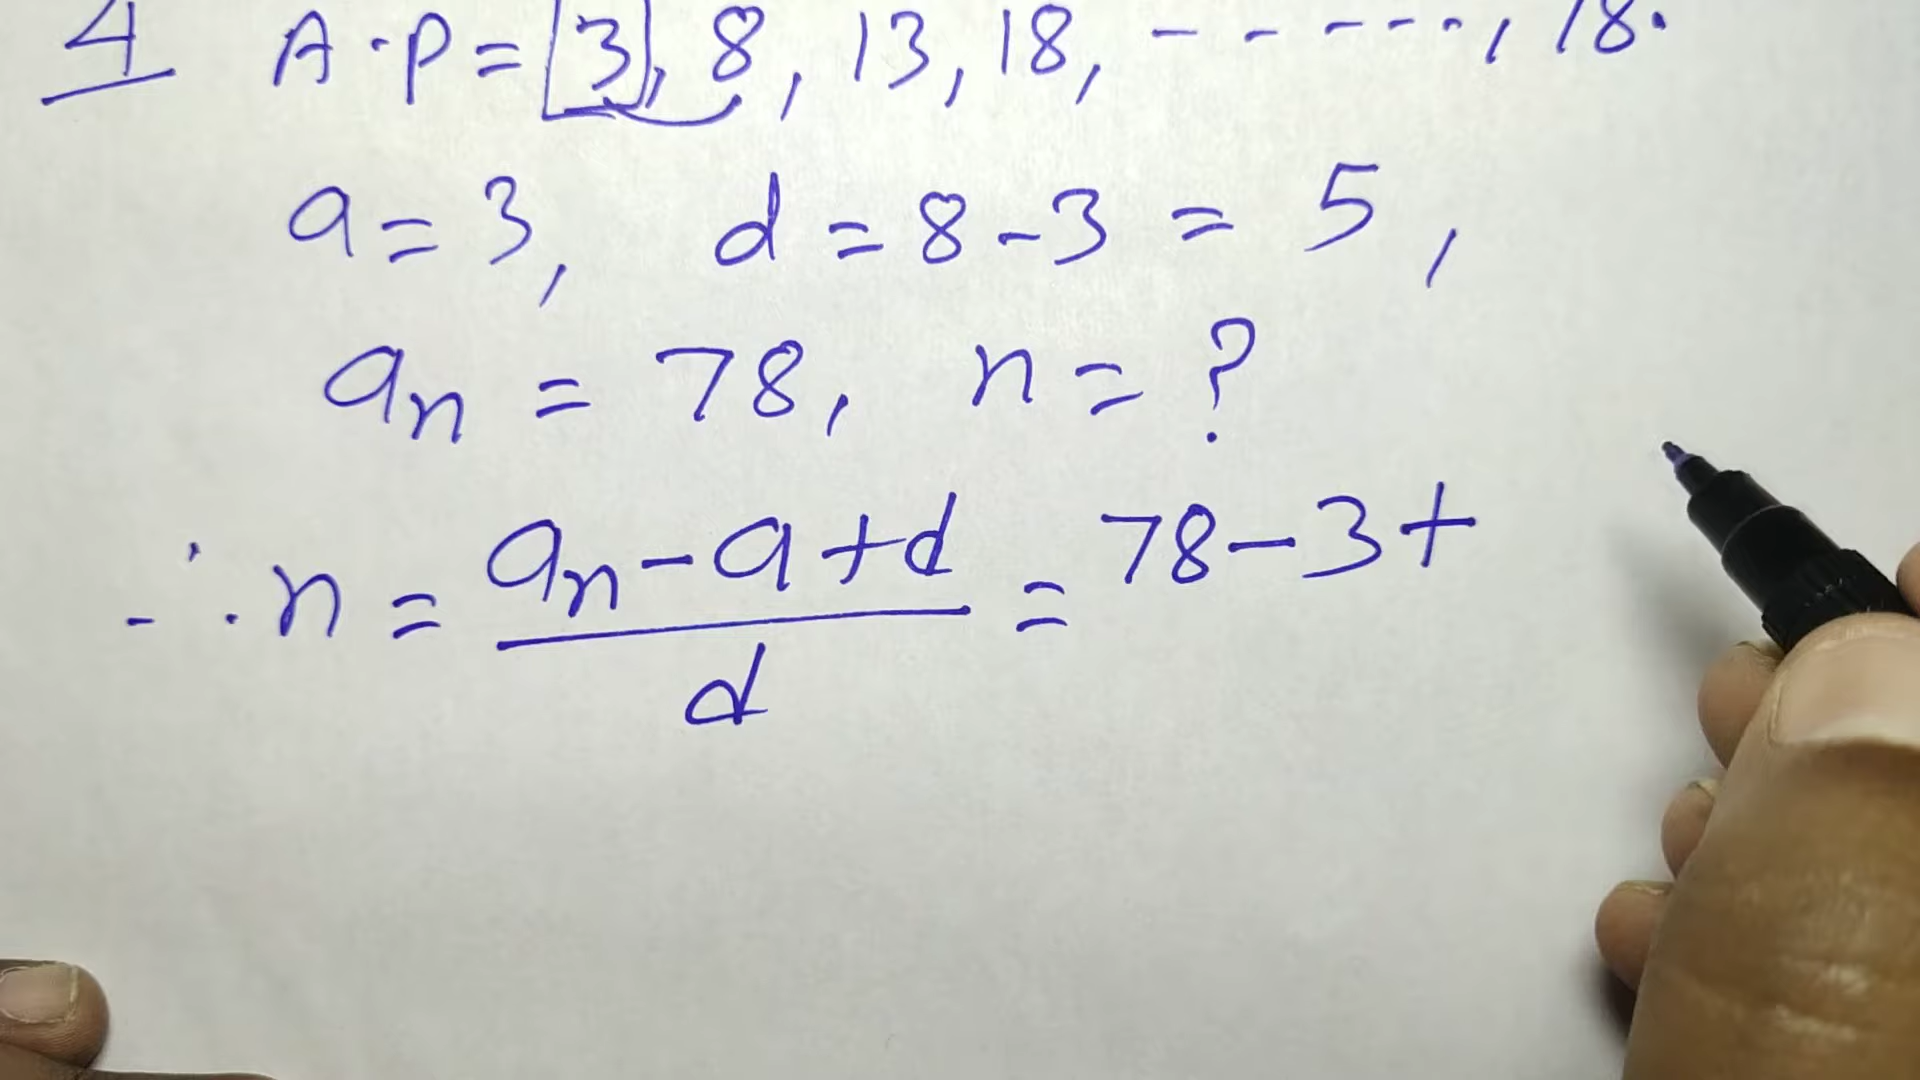 4 A.P = 3, 8, 13, 18, - - - - - -, 78.
a = 3, d = 8 - 3 = 5,
aₙ = 78, n = ?
∴ n = (aₙ - a + d)/d = 78 - 3 +